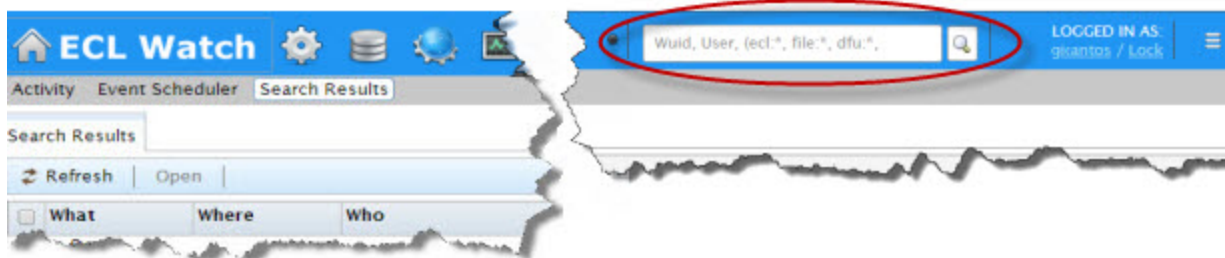 ECL Watch
Wuid, User, (ecl:*, file:*, dfu:*,
LOGGED IN AS:
gisantos / Lock
Activity Event Scheduler Search Results
Search Results
Refresh | Open |
What Where Who